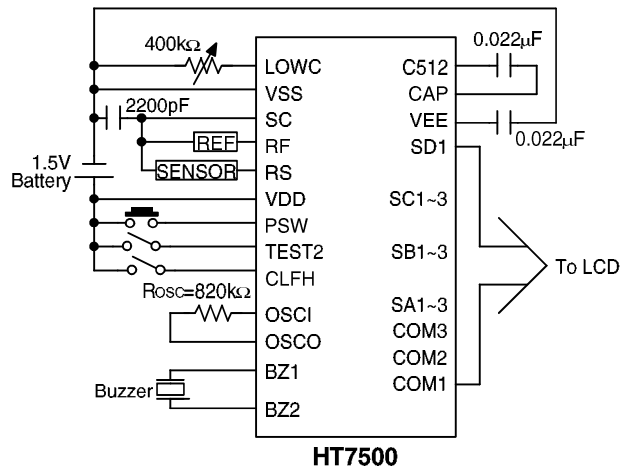 400kΩ
0.022μF
LOWC
C512
VSS
CAP
2200pF
SC
VEE
0.022μF
REF
RF
SD1
1.5V
Battery
SENSOR
RS
VDD
SC1~3
PSW
TEST2
SB1~3
To LCD
CLFH
ROSC=820kΩ
OSCI
SA1~3
OSCO
COM3
COM2
BZ1
COM1
Buzzer
BZ2
HT7500